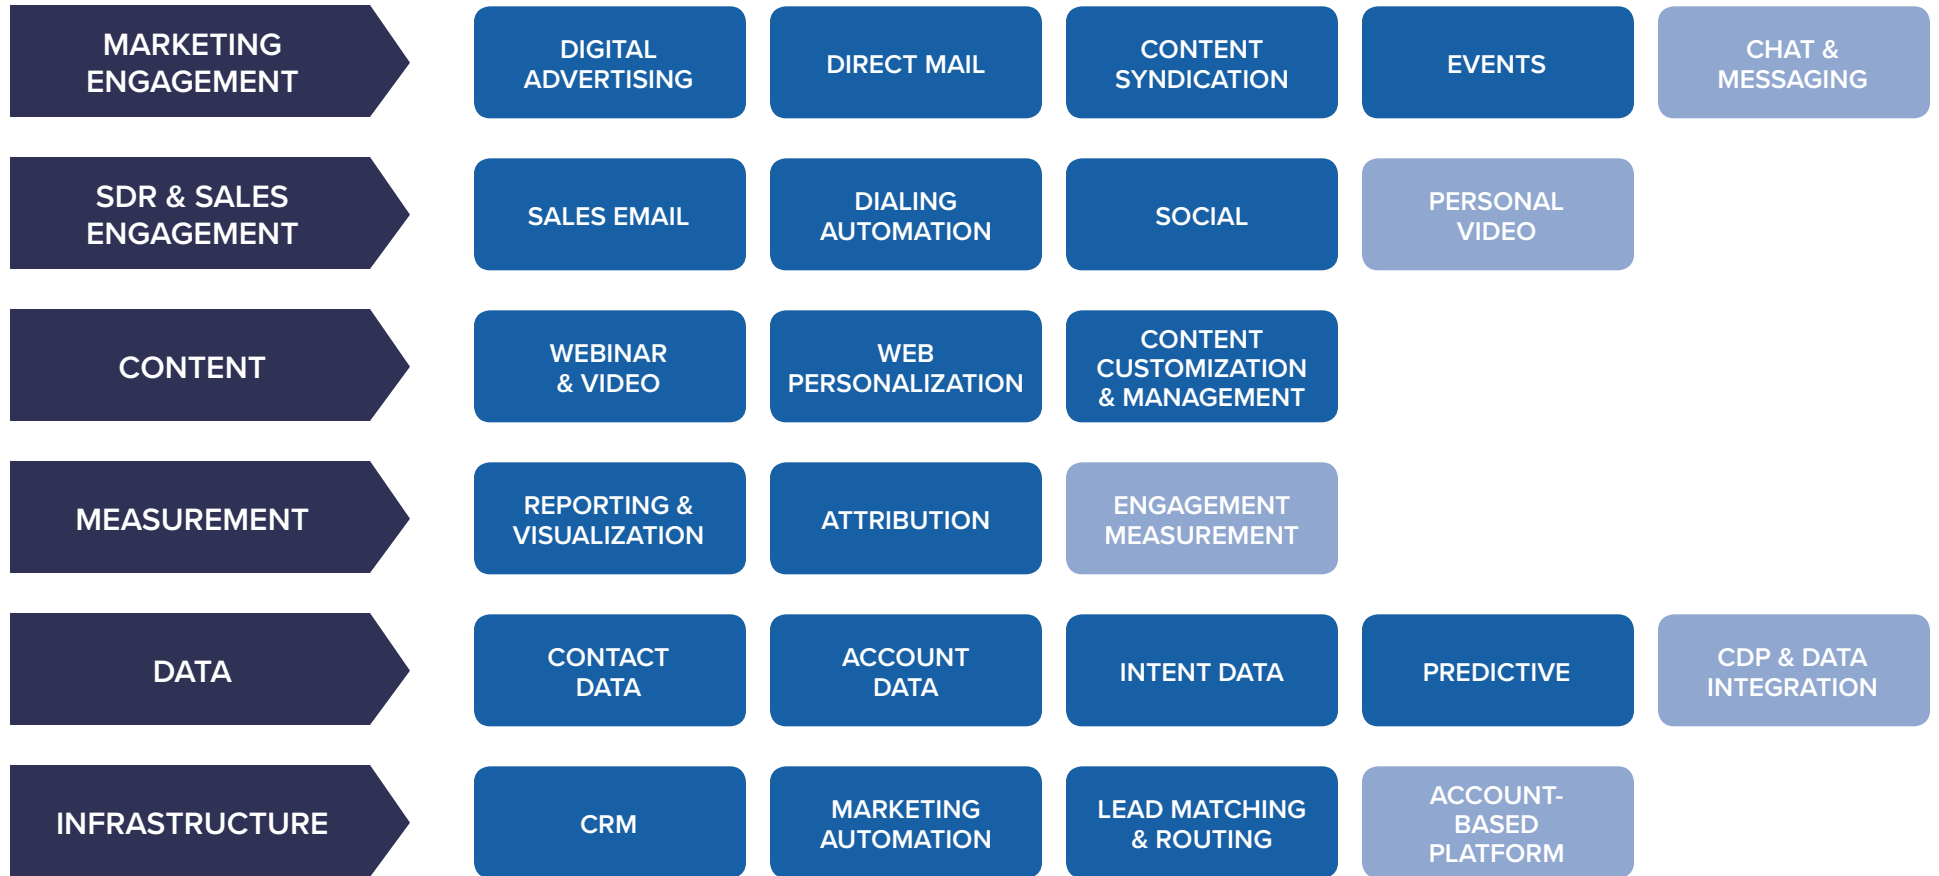 MARKETING
ENGAGEMENT
DIGITAL
ADVERTISING
DIRECT MAIL
CONTENT
SYNDICATION
EVENTS
CHAT &
MESSAGING
SDR & SALES
ENGAGEMENT
SALES EMAIL
DIALING
AUTOMATION
SOCIAL
PERSONAL
VIDEO
CONTENT
WEBINAR
& VIDEO
WEB
PERSONALIZATION
CONTENT
CUSTOMIZATION
& MANAGEMENT
MEASUREMENT
REPORTING &
VISUALIZATION
ATTRIBUTION
ENGAGEMENT
MEASUREMENT
DATA
CONTACT
DATA
ACCOUNT
DATA
INTENT DATA
PREDICTIVE
CDP & DATA
INTEGRATION
INFRASTRUCTURE
CRM
MARKETING
AUTOMATION
LEAD MATCHING
& ROUTING
ACCOUNT-
BASED
PLATFORM